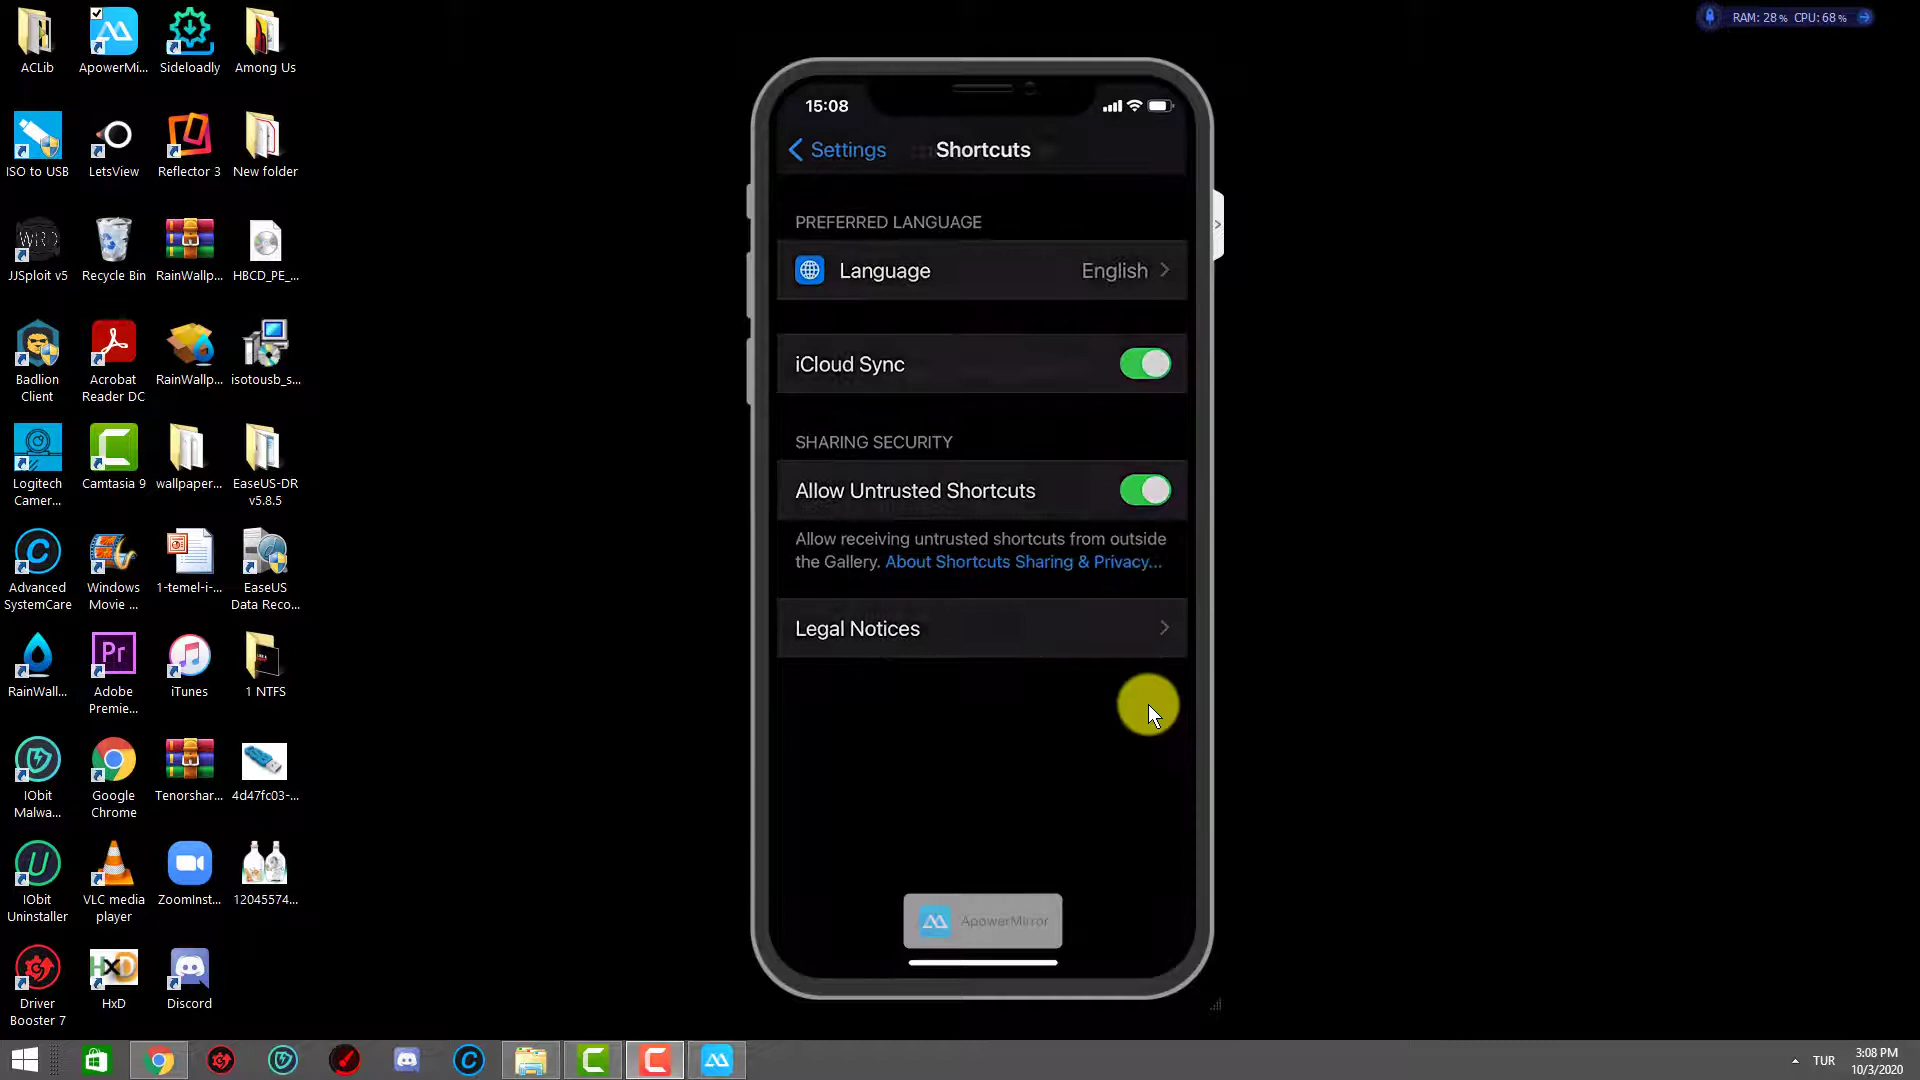 RAM: 28 % CPU: 68 %
ACLib
ApowerMi...
Sideloadly
Among Us
ISO to USB
LetsView
Reflector 3
New folder
WRD
JJSploit v5
Recycle Bin
RainWallp...
HBCD_PE_...
Badlion
Client
Acrobat
Reader DC
RainWallp...
isotousb_s...
Logitech
Camer...
Camtasia 9
wallpaper...
EaseUS-DR
v5.8.5
Advanced
SystemCare
Windows
Movie ...
1-temel-i-...
EaseUS
Data Reco...
RainWall...
Pr
Adobe
Premie...
iTunes
1 NTFS
IObit
Malwa...
Google
Chrome
Tenorshar...
4d47fc03-...
IObit
Uninstaller
VLC media
player
ZoomInst...
12045574...
Driver
Booster 7
HxD
HxD
Discord
15:08
Settings
Shortcuts
PREFERRED LANGUAGE
Language
English
iCloud Sync
SHARING SECURITY
Allow Untrusted Shortcuts
Allow receiving untrusted shortcuts from outside
the Gallery. About Shortcuts Sharing & Privacy...
Legal Notices
ApowerMirror
TUR
3:08 PM
10/3/2020